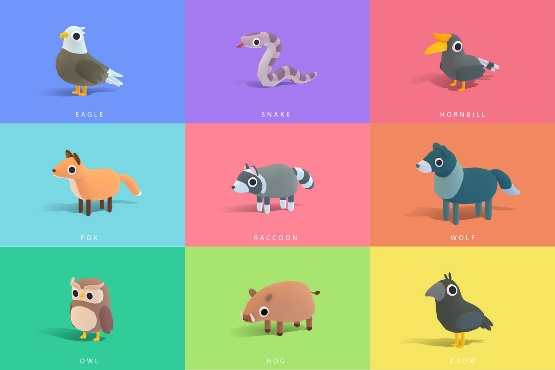 EAGLE
SNAKE
HORNBILL
FOX
RACCOON
WOLF
OWL
HOG
CROW